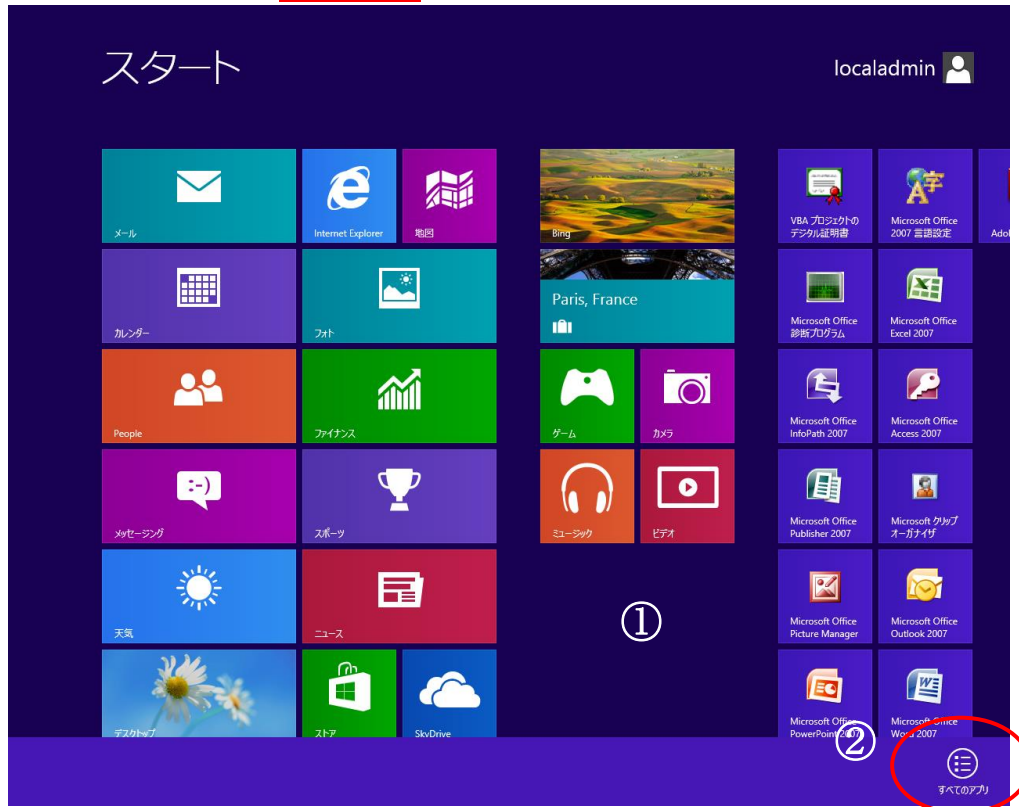 スタート
localadmin
メール
Internet Explorer
地図
Bing
VBA プロジェクトの
デジタル証明書
Microsoft Office
2007 言語設定
カレンダー
フォト
Paris, France
Microsoft Office
診断プログラム
Microsoft Office
Excel 2007
People
ファイナンス
ゲーム
カメラ
Microsoft Office
InfoPath 2007
Microsoft Office
Access 2007
メッセージング
:-)
スポーツ
ミュージック
ビデオ
Microsoft Office
Publisher 2007
Microsoft クリップ
オーガナイザ
天気
ニュース
①
Microsoft Office
Picture Manager
Microsoft Office
Outlook 2007
デスクトップ
ストア
SkyDrive
Microsoft Office
PowerPoint 2007
Microsoft Office
Word 2007
②
すべてのアプリ